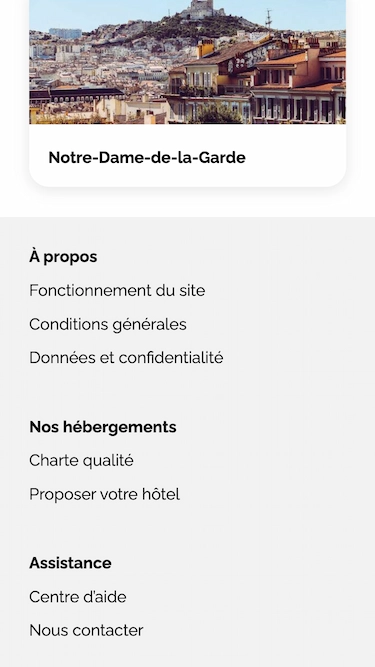 Notre-Dame-de-la-Garde
À propos
Fonctionnement du site
Conditions générales
Données et confidentialité
Nos hébergements
Charte qualité
Proposer votre hôtel
Assistance
Centre d'aide
Nous contacter